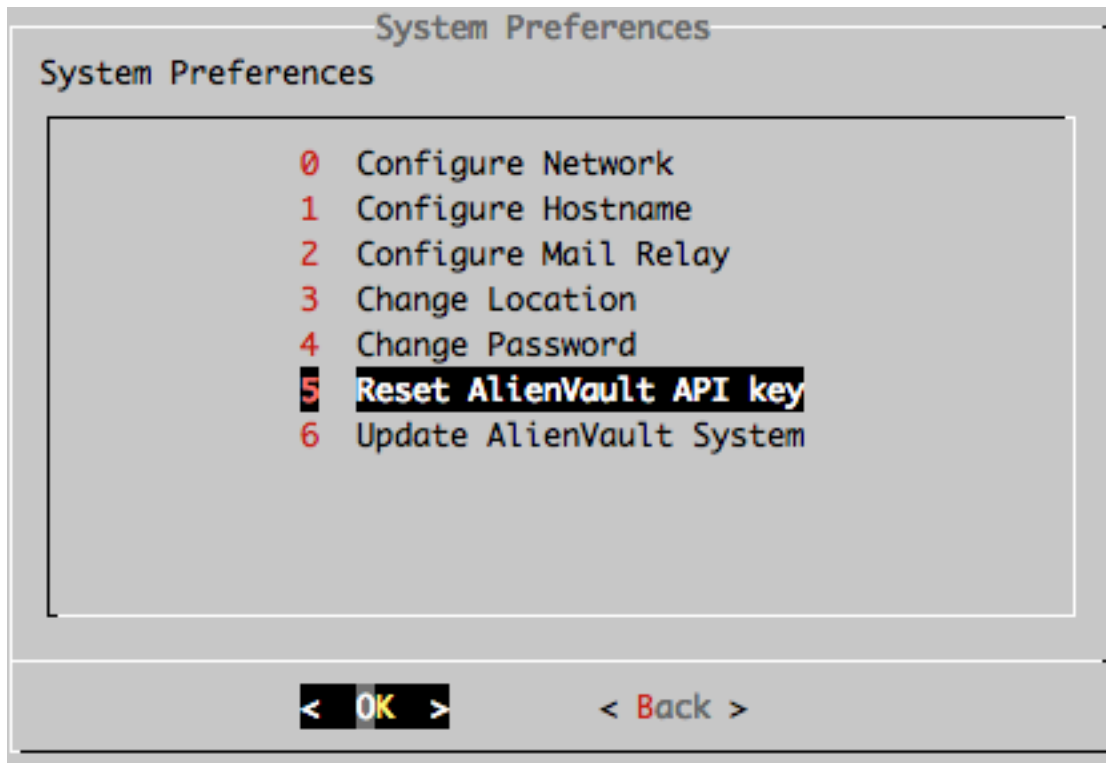 System Preferences
System Preferences
0 Configure Network
1 Configure Hostname
2 Configure Mail Relay
3 Change Location
4 Change Password
5 Reset AlienVault API key
6 Update AlienVault System
< OK > < Back >